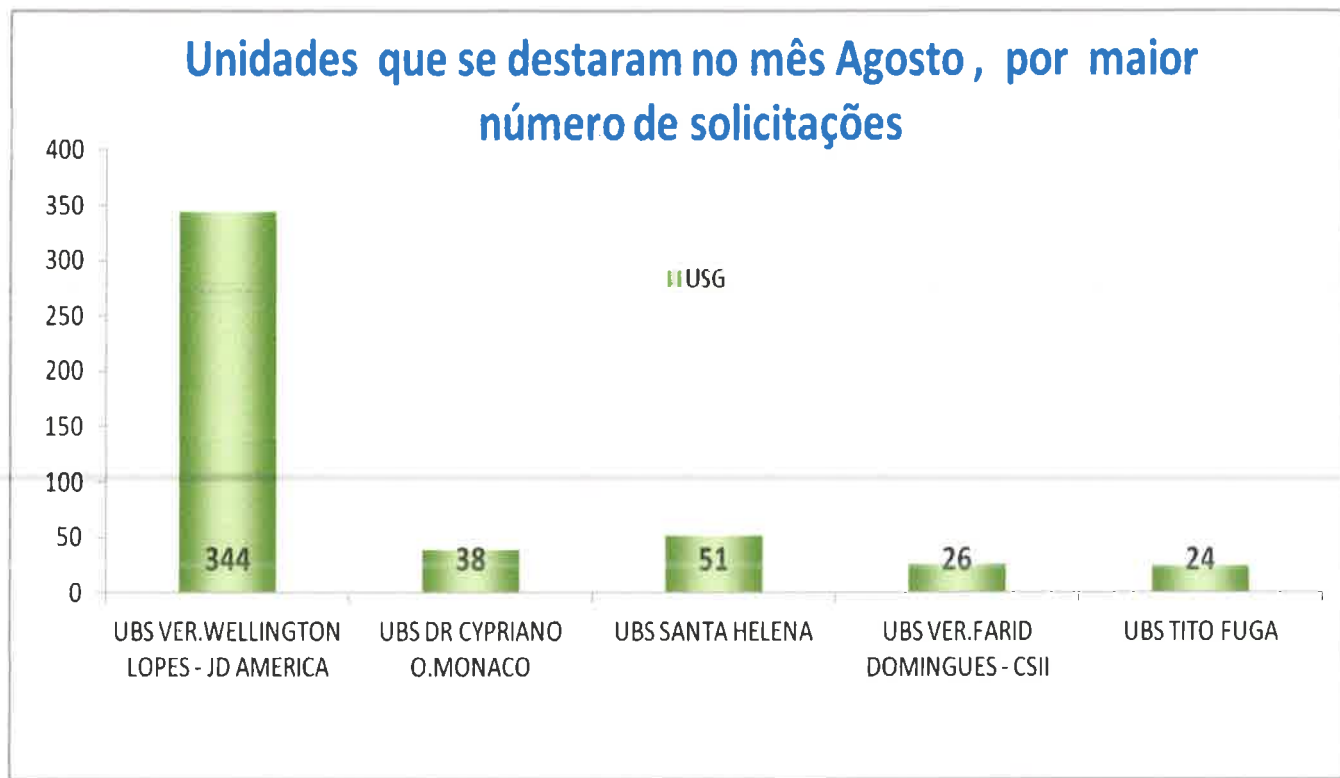 Unidades que se destaram no mês Agosto , por maior
número de solicitações
400
350
300
250
200
150
100
50
0
USG
344
38
51
26
24
UBS VER.WELLINGTON
LOPES - JD AMERICA
UBS DR CYPRIANO
O.MONACO
UBS SANTA HELENA
UBS VER.FARID
DOMINGUES - CSII
UBS TITO FUGA